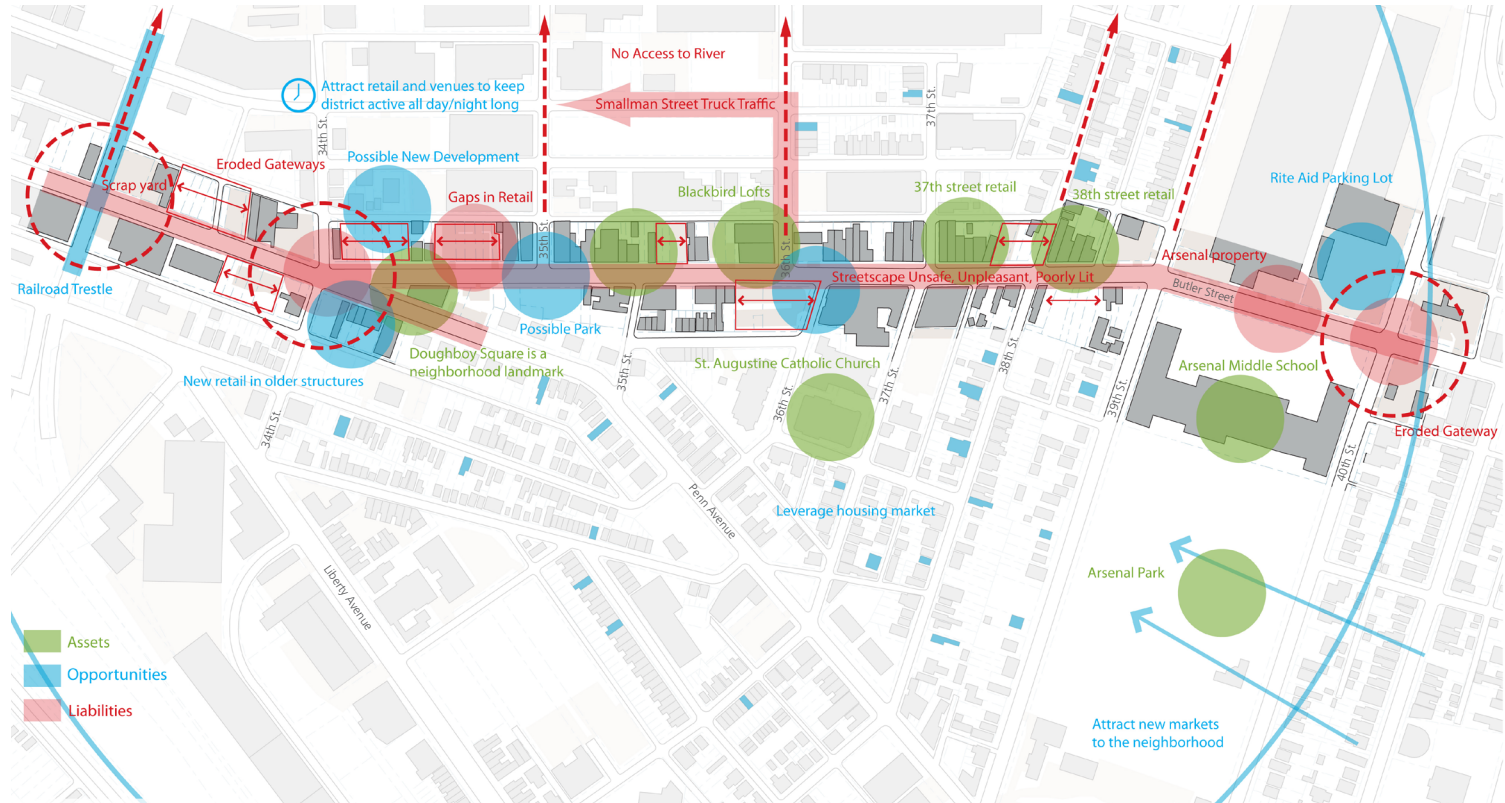 No Access to River
Attract retail and venues to keep
district active all day/night long
Smallman Street Truck Traffic
34th St.
37th St.
Eroded Gateways
Possible New Development
Scrap yard
Gaps in Retail
Blackbird Lofts
37th street retail
38th street retail
Rite Aid Parking Lot
35th St.
36th St.
Arsenal property
Streetscape Unsafe, Unpleasant, Poorly Lit
Butler Street
Railroad Trestle
Possible Park
Doughboy Square is a
neighborhood landmark
New retail in older structures
35th St.
St. Augustine Catholic Church
36th St.
37th St.
38th St.
39th St.
Arsenal Middle School
Eroded Gateway
34th St.
40th St.
Penn Avenue
Leverage housing market
Liberty Avenue
Arsenal Park
Assets
Opportunities
Liabilities
Attract new markets
to the neighborhood